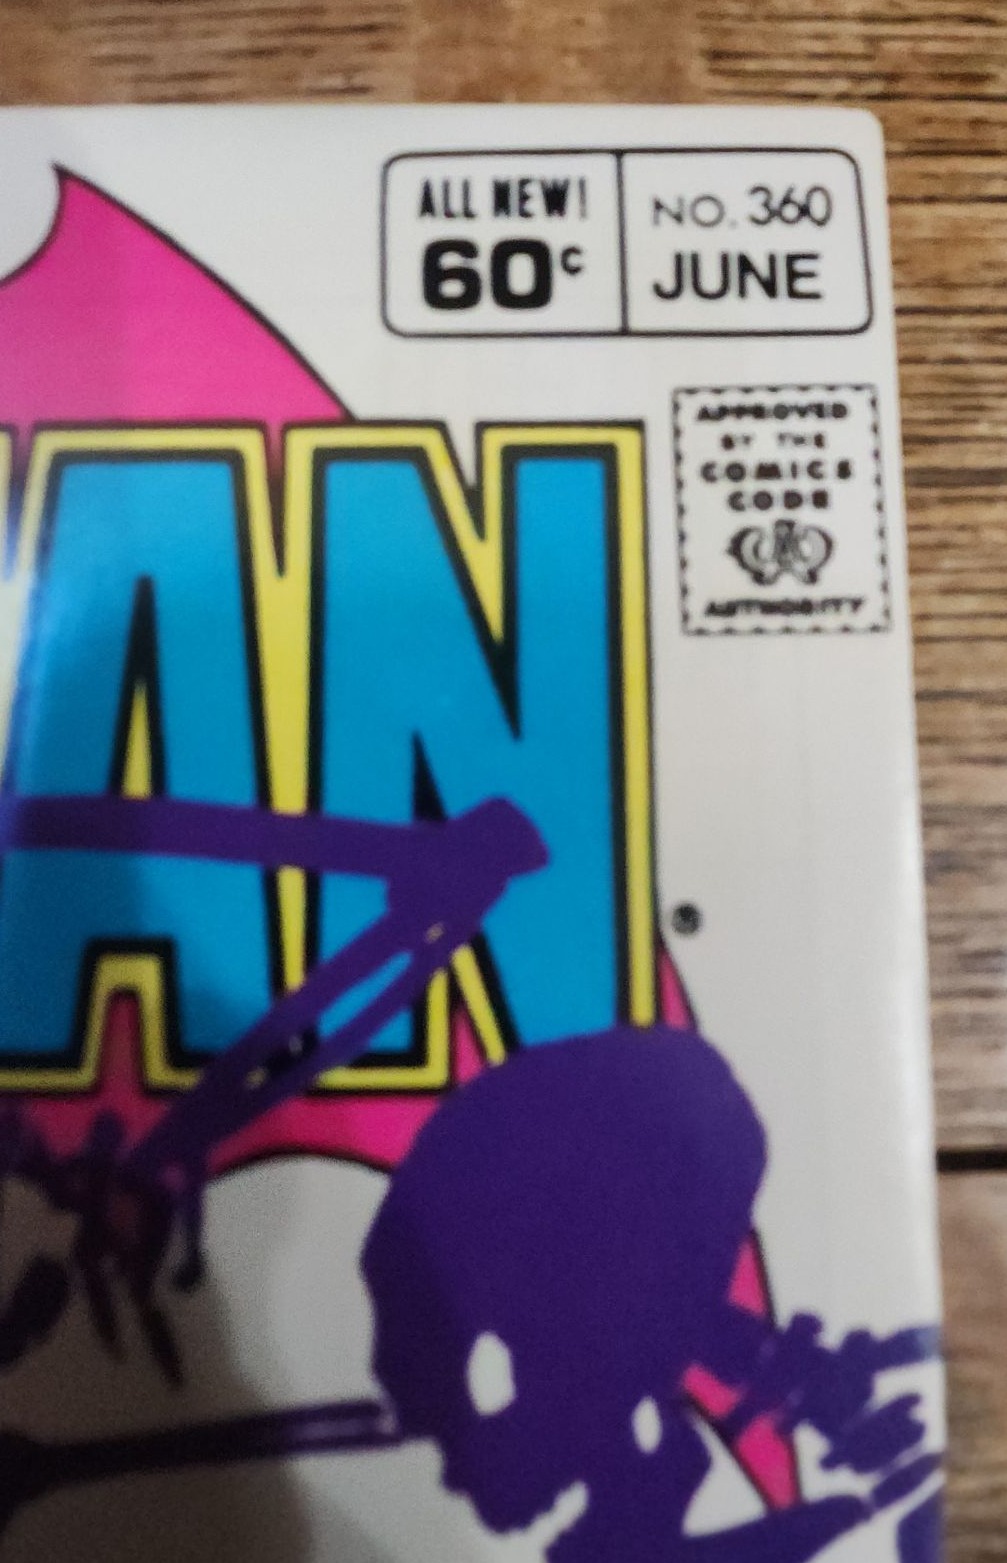 ALL NEW!
60¢
NO. 360
JUNE
APPROVED
BY THE
COMICS
CODE
AUTHORITY
AN
®